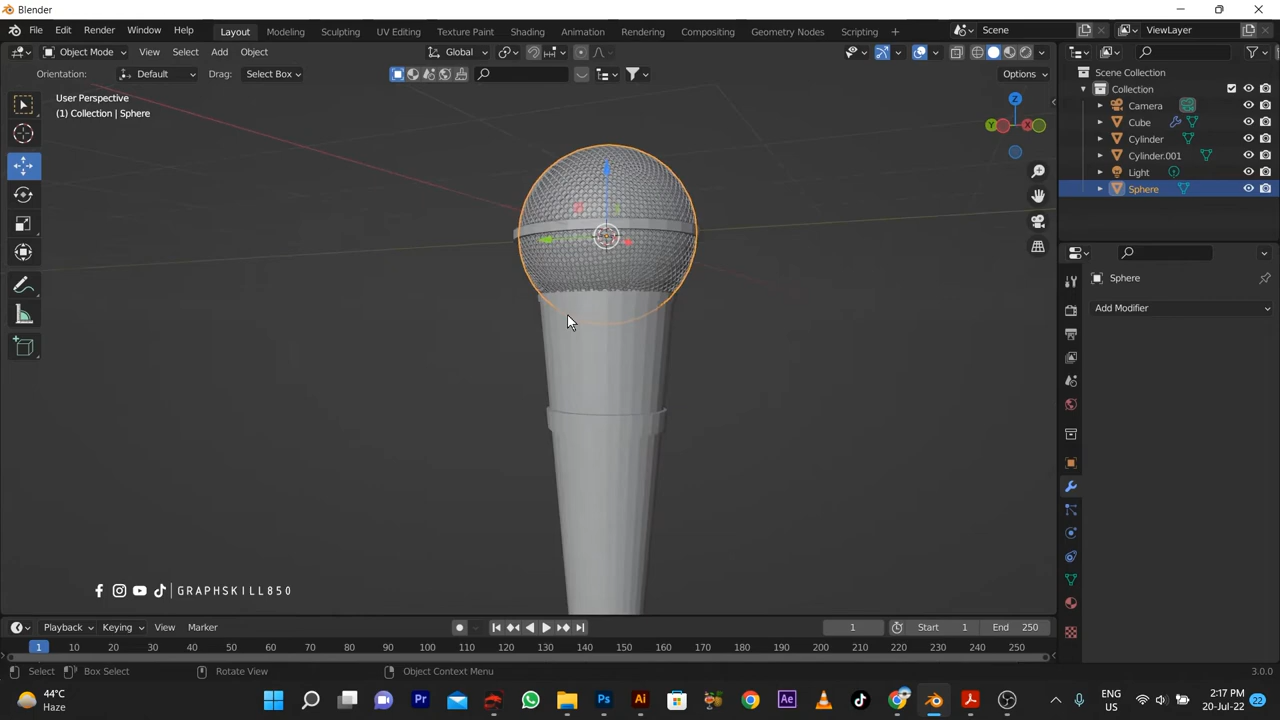 Blender
File Edit Render Window Help Layout Modeling Sculpting UV Editing Texture Paint Shading Animation Rendering Compositing Geometry Nodes Scripting + Scene ViewLayer
Object Mode View Select Add Object Global
Orientation: Default Drag: Select Box Options
User Perspective
(1) Collection | Sphere
Scene Collection
Collection
Camera
Cube
Cylinder
Cylinder.001
Light
Sphere
Sphere
Add Modifier
Z
Y
X
GRAPHSKILL850
Playback Keying View Marker 1 Start 1 End 250
1 10 20 30 40 50 60 70 80 90 100 110 120 130 140 150 160 170 180 190 200 210 220 230 240 250
Select Box Select Rotate View Object Context Menu 3.0.0
44°C
Haze
Pr
Ps
Ai
Ae
ENG
US
2:17 PM
20-Jul-22
22